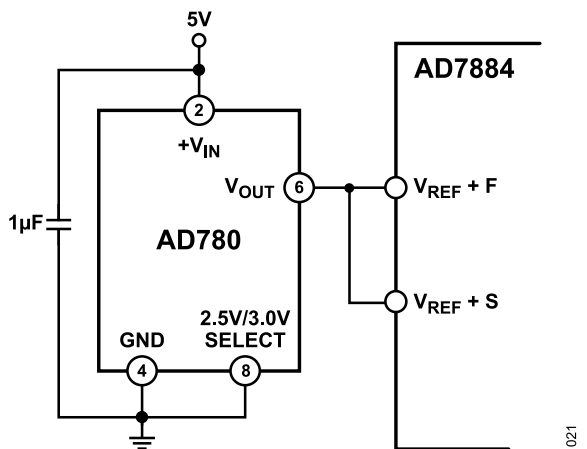 5V
AD7884
2
+VIN
1µF
VOUT
6
VREF + F
AD780
2.5V/3.0V
SELECT
VREF + S
GND
4
8
021